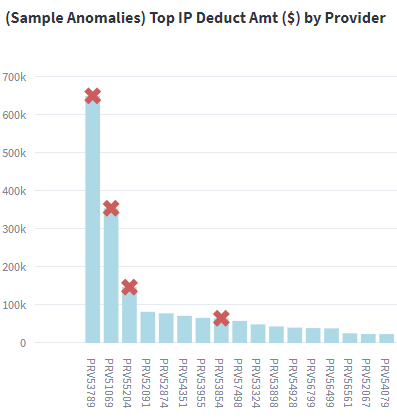 (Sample Anomalies) Top IP Deduct Amt ($) by Provider
700k
600k
500k
400k
300k
200k
100k
0
PRV53789
PRV51069
PRV55204
PRV52091
PRV52874
PRV54351
PRV53955
PRV53854
PRV57498
PRV53324
PRV53898
PRV54928
PRV56799
PRV56499
PRV56501
PRV52067
PRV54079